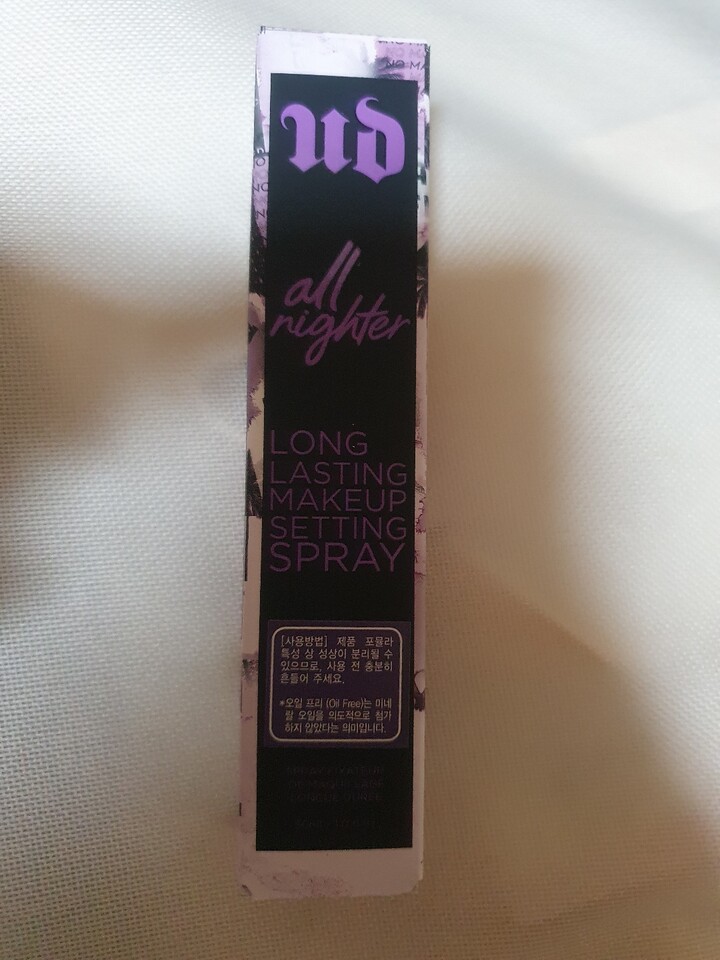 NO MA
ud
all
nighter
LONG
LASTING
MAKEUP
SETTING
SPRAY
[사용방법] 제품 포뮬라
특성 상 성상이 분리될 수
있으므로, 사용 전 충분히
흔들어 주세요.
*오일 프리 (Oil Free)는 미네
랄 오일을 의도적으로 첨가
하지 않았다는 의미입니다.